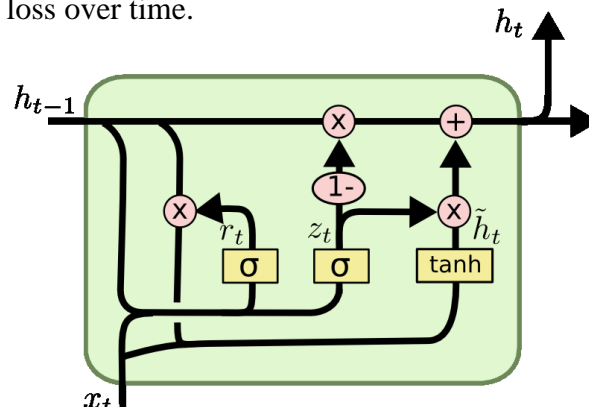 loss over time.
h_t
h_{t-1}
x
+
1-
x
r_t
z_t
x
h̃_t
σ
σ
tanh
x_t